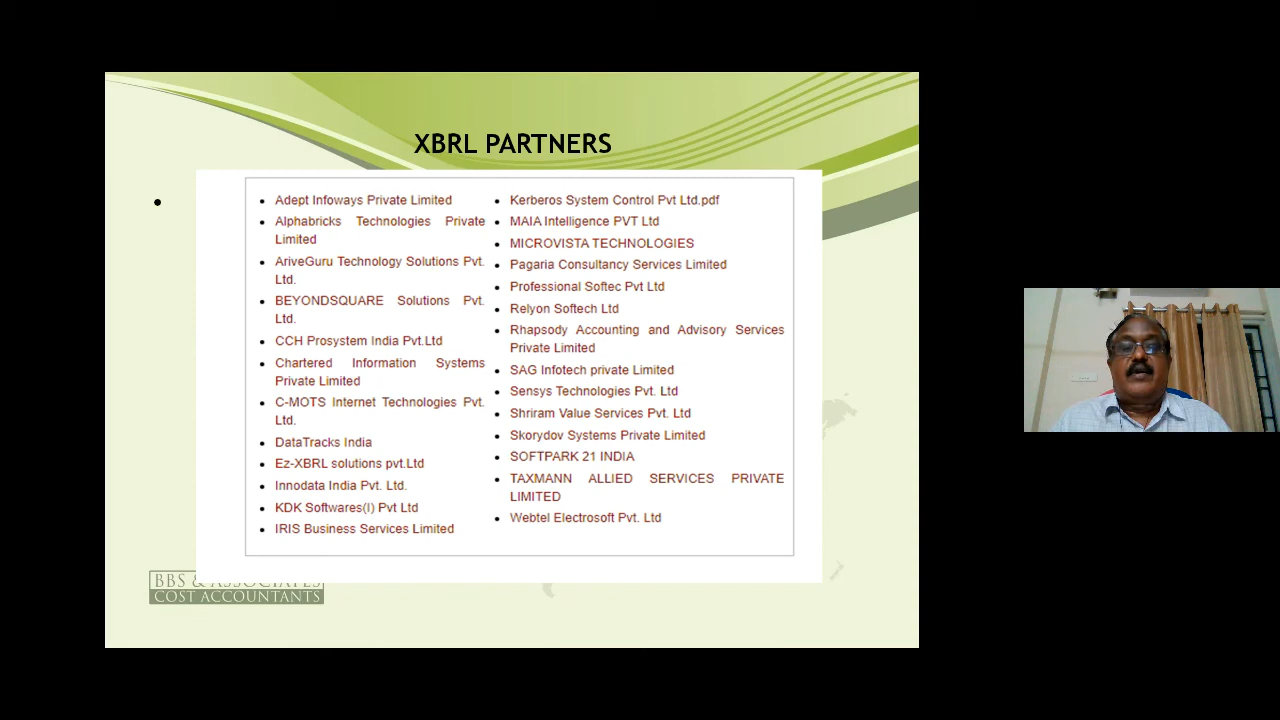 XBRL PARTNERS
Adept Infoways Private Limited
Alphabricks Technologies Private
Limited
AriveGuru Technology Solutions Pvt.
Ltd.
BEYONDSQUARE Solutions Pvt.
Ltd.
CCH Prosystem India Pvt.Ltd
Chartered Information Systems
Private Limited
C-MOTS Internet Technologies Pvt.
Ltd.
DataTracks India
Ez-XBRL solutions pvt.Ltd
Innodata India Pvt. Ltd.
KDK Softwares(I) Pvt Ltd
IRIS Business Services Limited
Kerberos System Control Pvt Ltd.pdf
MAIA Intelligence PVT Ltd
MICROVISTA TECHNOLOGIES
Pagaria Consultancy Services Limited
Professional Softec Pvt Ltd
Relyon Softech Ltd
Rhapsody Accounting and Advisory Services
Private Limited
SAG Infotech private Limited
Sensys Technologies Pvt. Ltd
Shriram Value Services Pvt. Ltd
Skorydov Systems Private Limited
SOFTPARK 21 INDIA
TAXMANN ALLIED SERVICES PRIVATE
LIMITED
Webtel Electrosoft Pvt. Ltd
BBS & ASSOCIATES
COST ACCOUNTANTS